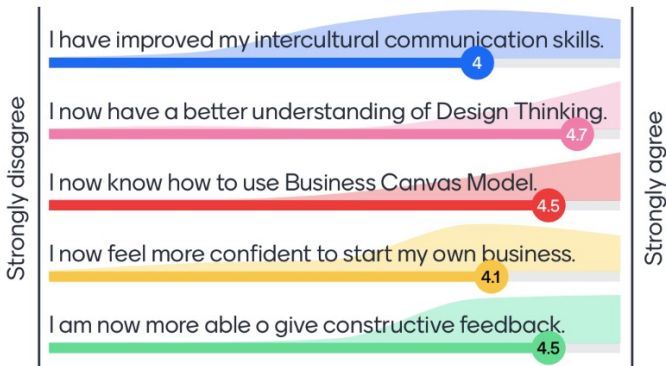 Strongly disagree
I have improved my intercultural communication skills.
4
I now have a better understanding of Design Thinking.
4.7
I now know how to use Business Canvas Model.
4.5
I now feel more confident to start my own business.
4.1
I am now more able o give constructive feedback.
4.5
Strongly agree